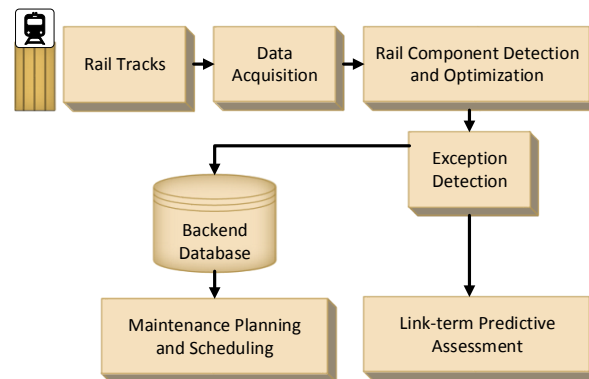 Rail Tracks
Data
Acquisition
Rail Component Detection
and Optimization
Exception
Detection
Backend
Database
Maintenance Planning
and Scheduling
Link-term Predictive
Assessment